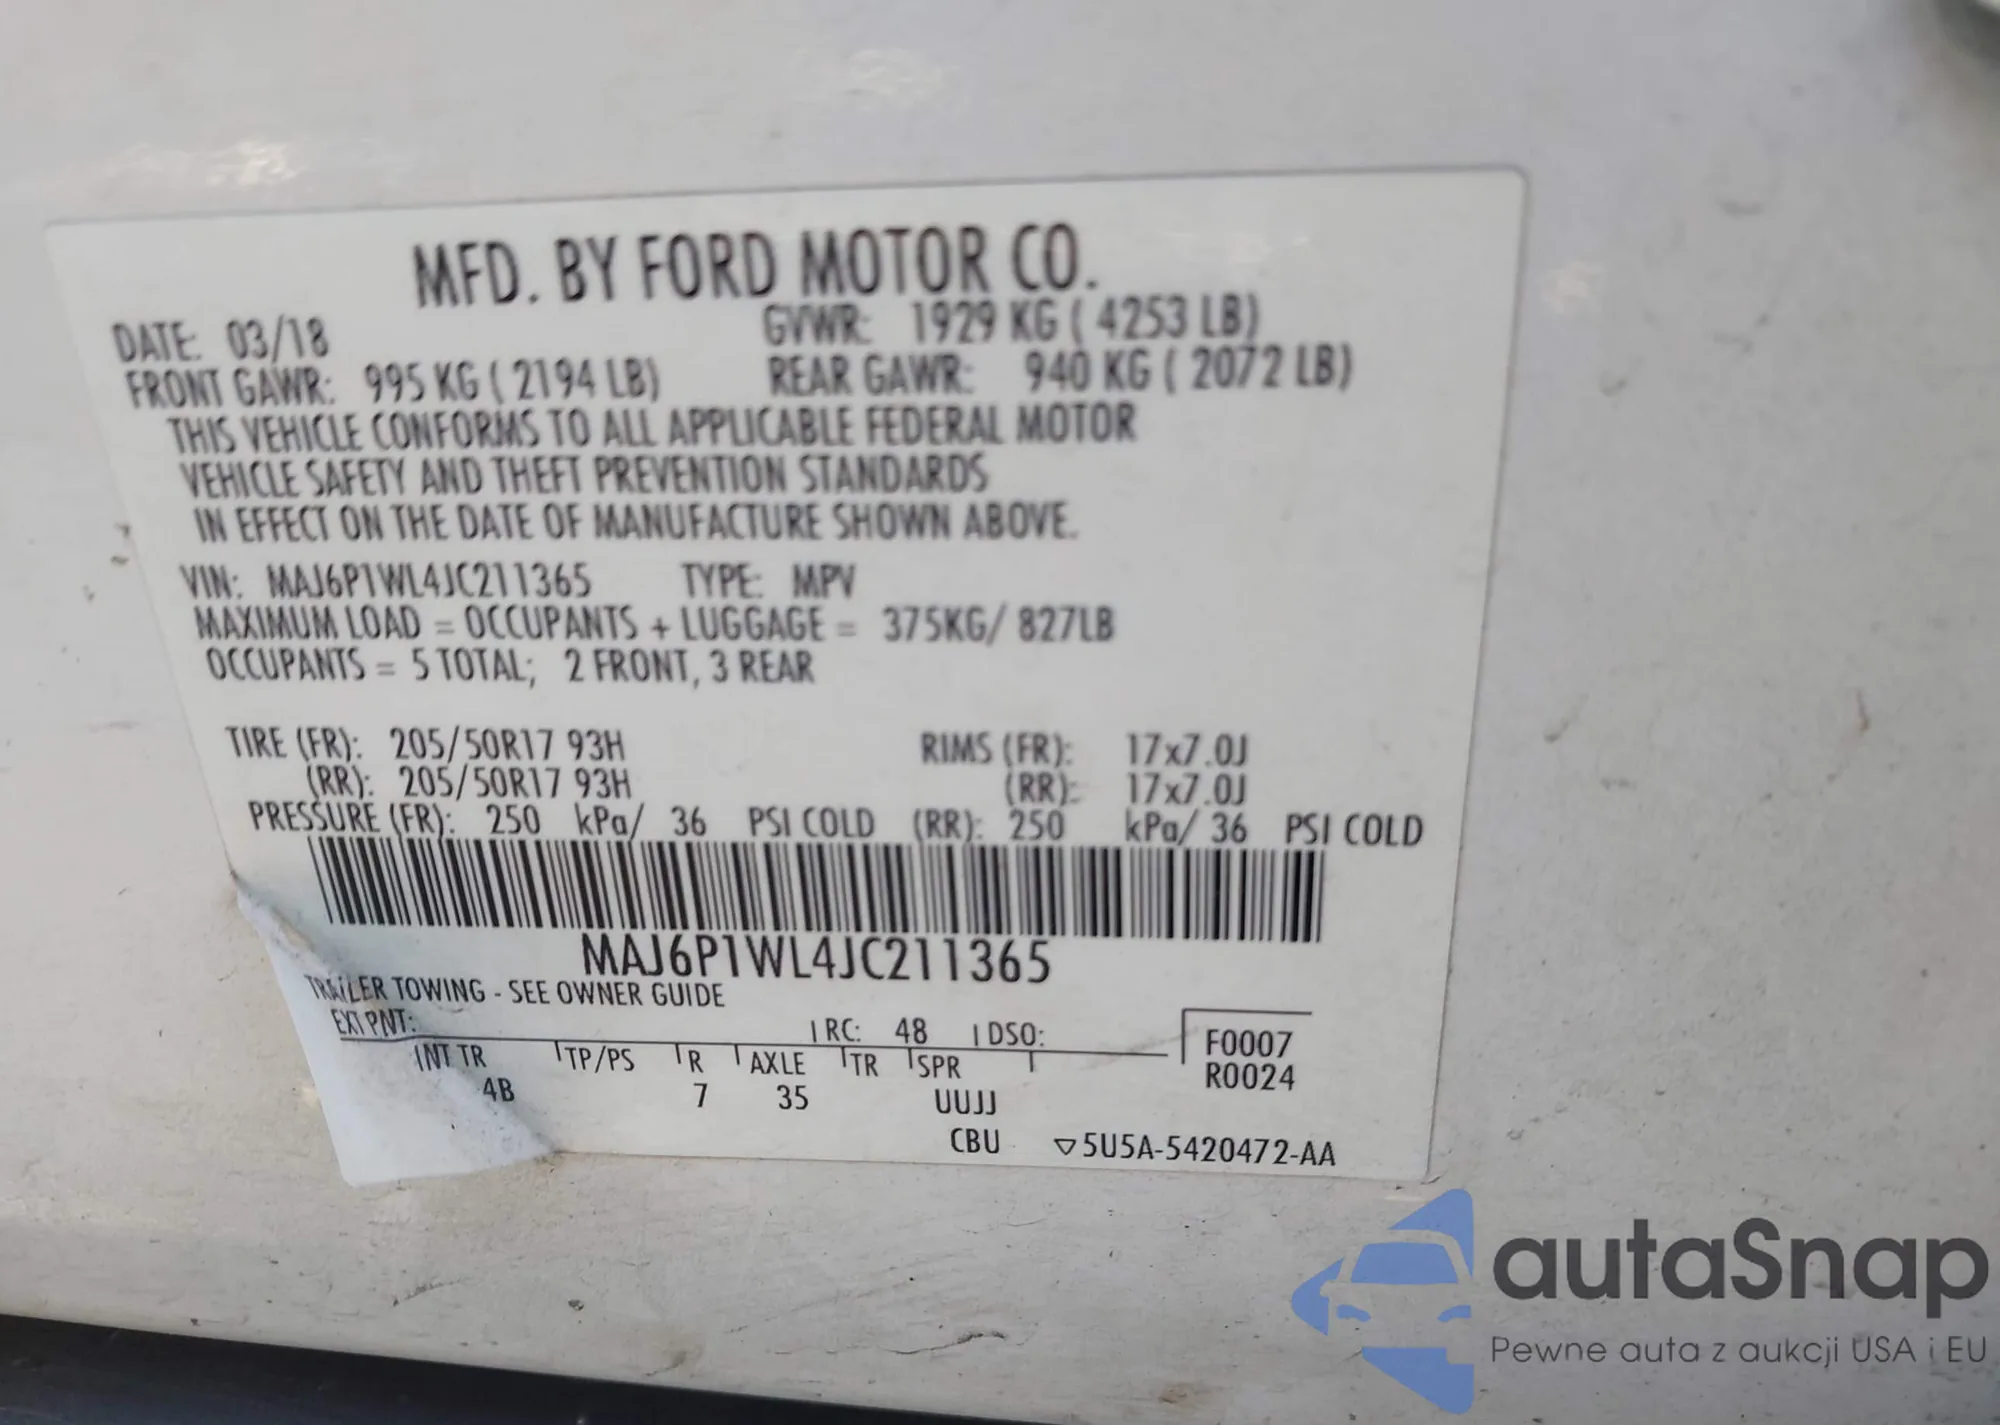 MFD. BY FORD MOTOR CO.
DATE: 03/18 GVWR: 1929 KG ( 4253 LB)
FRONT GAWR: 995 KG ( 2194 LB) REAR GAWR: 940 KG ( 2072 LB)
THIS VEHICLE CONFORMS TO ALL APPLICABLE FEDERAL MOTOR
VEHICLE SAFETY AND THEFT PREVENTION STANDARDS
IN EFFECT ON THE DATE OF MANUFACTURE SHOWN ABOVE.
VIN: MAJ6P1WL4JC211365 TYPE: MPV
MAXIMUM LOAD = OCCUPANTS + LUGGAGE = 375KG/ 827LB
OCCUPANTS = 5 TOTAL; 2 FRONT, 3 REAR
TIRE (FR): 205/50R17 93H RIMS (FR): 17x7.0J
(RR): 205/50R17 93H (RR): 17x7.0J
PRESSURE (FR): 250 kPa/ 36 PSI COLD (RR): 250 kPa/ 36 PSI COLD
MAJ6P1WL4JC211365
TRAILER TOWING - SEE OWNER GUIDE
EXT PNT: RC: 48 DSO: F0007
INT TR TP/PS R AXLE TR SPR R0024
4B 7 35 UUJJ
CBU ▽5U5A-5420472-AA
autaSnap
Pewne auta z aukcji USA i EU